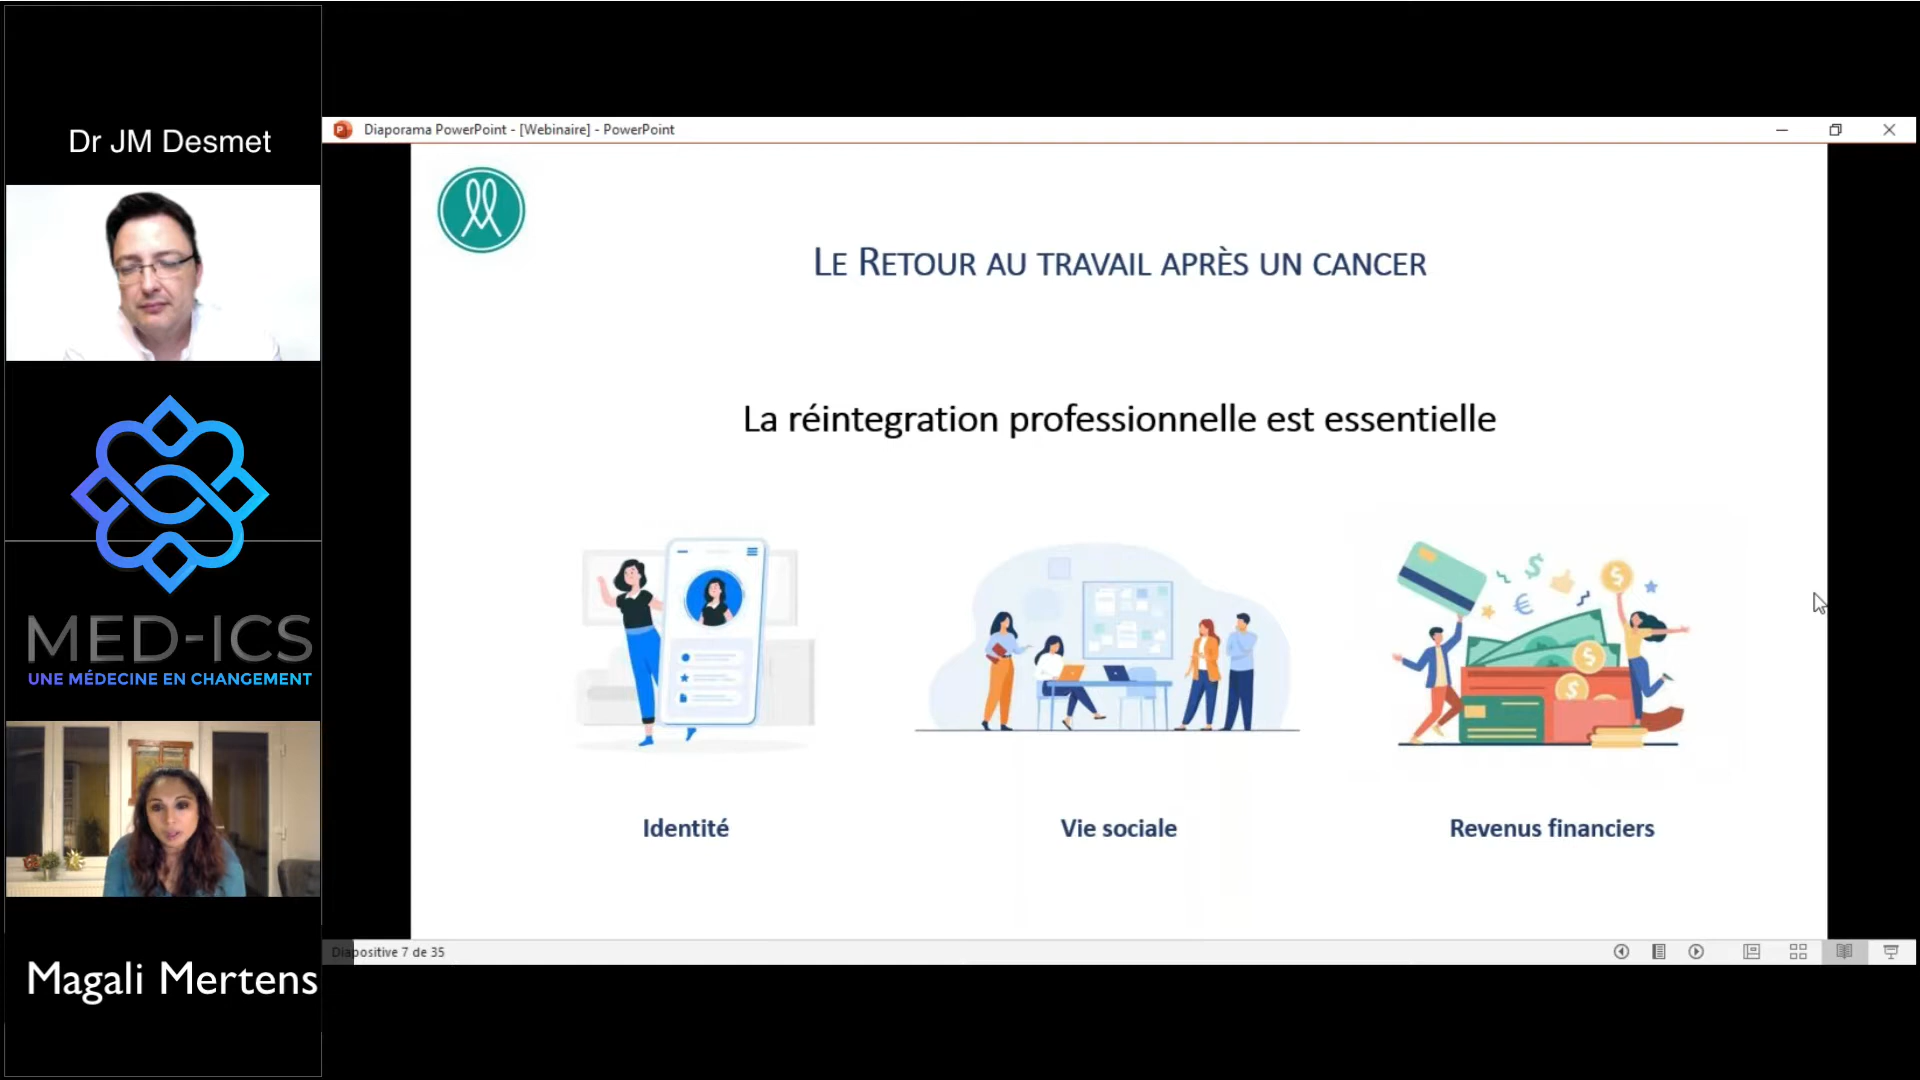 Dr JM Desmet
MED-ICS
UNE MÉDECINE EN CHANGEMENT
Magali Mertens
Diaporama PowerPoint - [Webinaire] - PowerPoint
LE RETOUR AU TRAVAIL APRÈS UN CANCER
La réintegration professionnelle est essentielle
Identité
Vie sociale
Revenus financiers
Diapositive 7 de 35